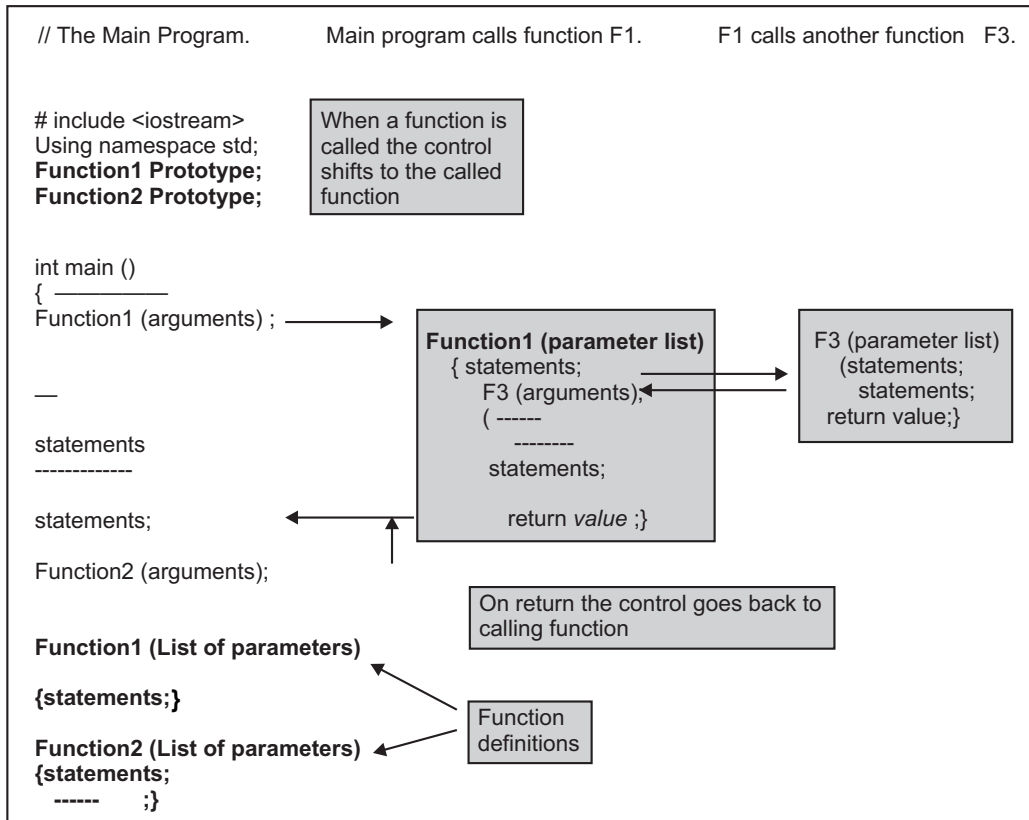 // The Main Program. Main program calls function F1. F1 calls another function F3.
# include <iostream>
Using namespace std;
Function1 Prototype;
Function2 Prototype;
When a function is
called the control
shifts to the called
function
int main ()
{ —————
Function1 (arguments) ;
—
statements
-------------
statements;
Function2 (arguments);
Function1 (parameter list)
{ statements;
F3 (arguments);
( ------
--------
statements;
return value ;}
F3 (parameter list)
(statements;
statements;
return value;}
On return the control goes back to
calling function
Function1 (List of parameters)
{statements;}
Function2 (List of parameters)
{statements;
------ ;}
Function
definitions